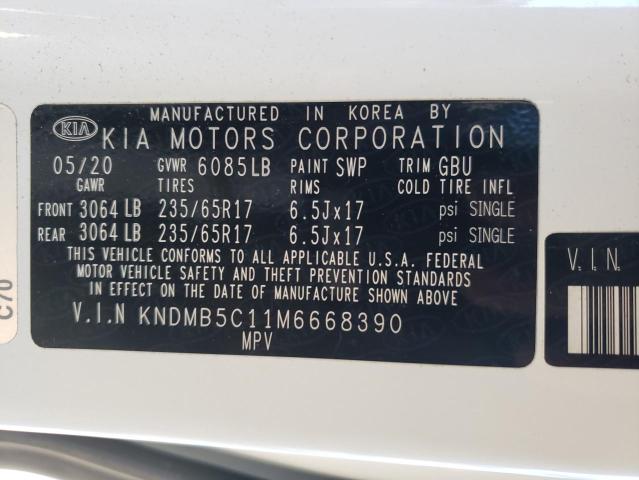 MANUFACTURED IN KOREA BY
KIA KIA MOTORS CORPORATION
05/20 GVWR 6085LB PAINT SWP TRIM GBU
GAWR TIRES RIMS COLD TIRE INFL
FRONT 3064 LB 235/65R17 6.5Jx17 psi SINGLE
REAR 3064 LB 235/65R17 6.5Jx17 psi SINGLE
THIS VEHICLE CONFORMS TO ALL APPLICABLE U.S.A. FEDERAL
MOTOR VEHICLE SAFETY AND THEFT PREVENTION STANDARDS
IN EFFECT ON THE DATE OF MANUFACTURE SHOWN ABOVE
V.I.N KNDMB5C11M6668390
MPV
V.I.N.
C70